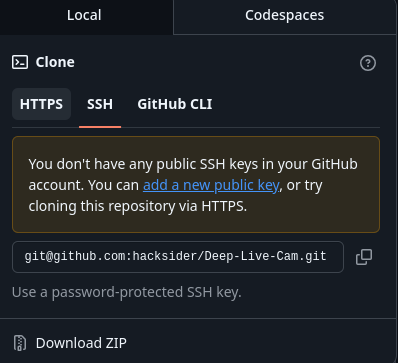 Local
Codespaces
Clone
HTTPS
SSH
GitHub CLI
You don't have any public SSH keys in your GitHub
account. You can add a new public key, or try
cloning this repository via HTTPS.
git@github.com:hacksider/Deep-Live-Cam.git
Use a password-protected SSH key.
Download ZIP